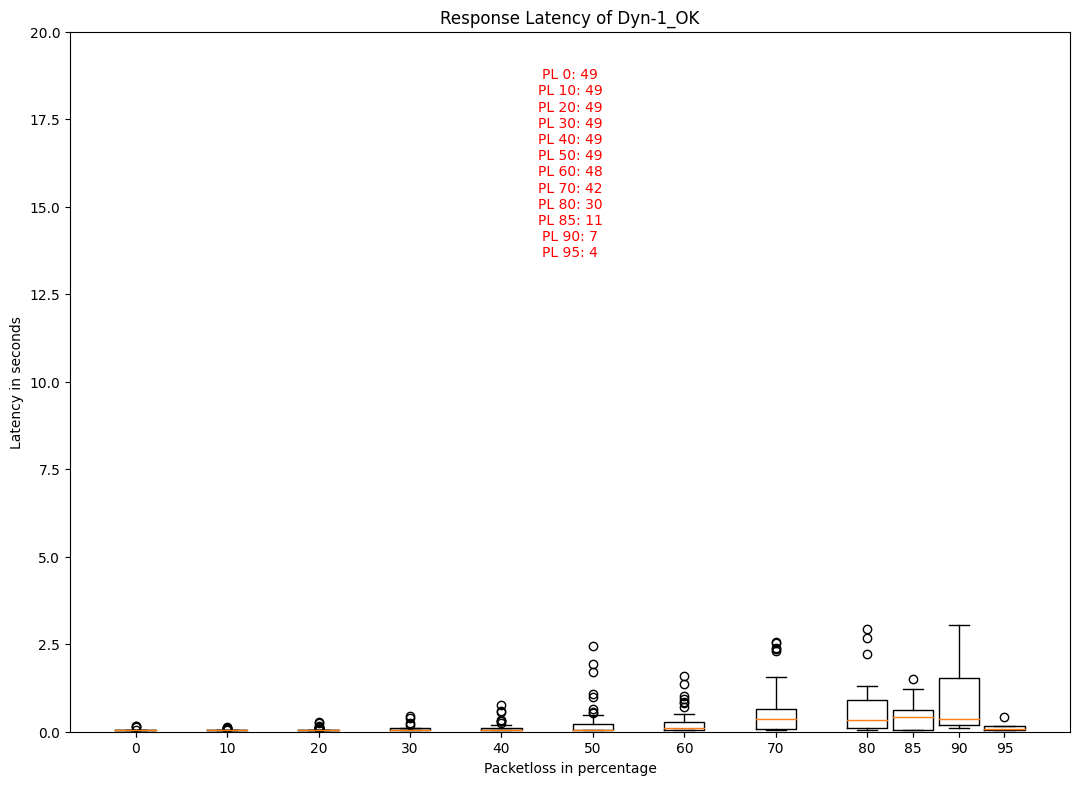 Response Latency of Dyn-1_OK
20.0
17.5
15.0
12.5
10.0
7.5
5.0
2.5
0.0
Latency in seconds
PL 0: 49
PL 10: 49
PL 20: 49
PL 30: 49
PL 40: 49
PL 50: 49
PL 60: 48
PL 70: 42
PL 80: 30
PL 85: 11
PL 90: 7
PL 95: 4
0 10 20 30 40 50 60 70 80 85 90 95
Packetloss in percentage